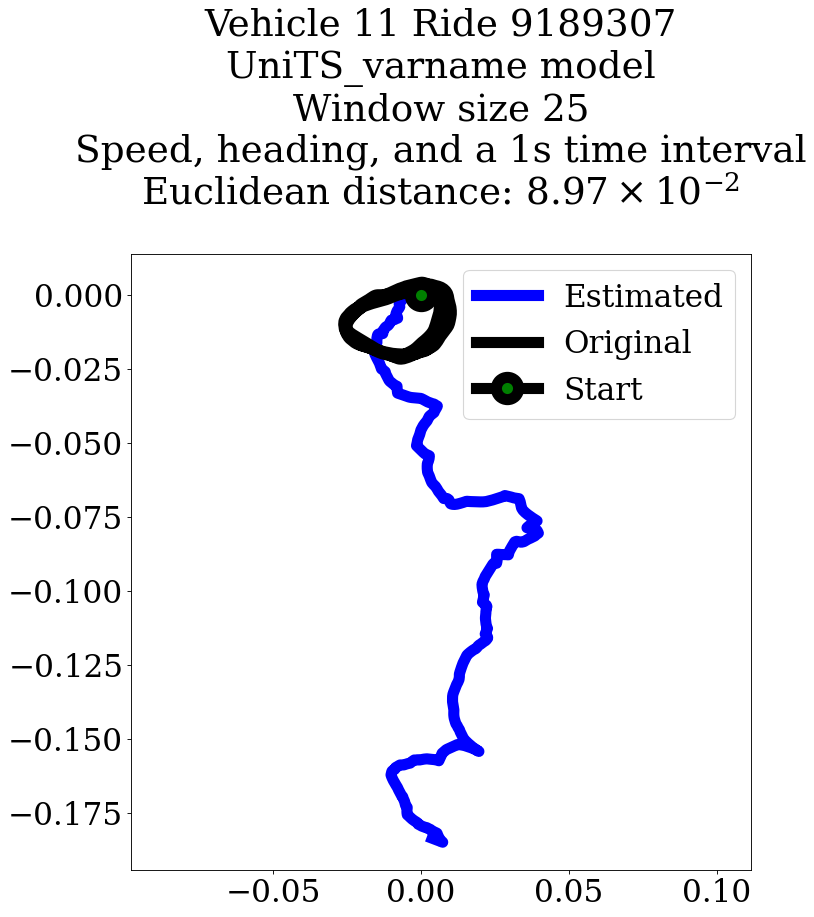 Vehicle 11 Ride 9189307
UniTS_varname model
Window size 25
Speed, heading, and a 1s time interval
Euclidean distance: 8.97 × 10⁻²
Estimated
Original
Start
0.000
−0.025
−0.050
−0.075
−0.100
−0.125
−0.150
−0.175
−0.05
0.00
0.05
0.10